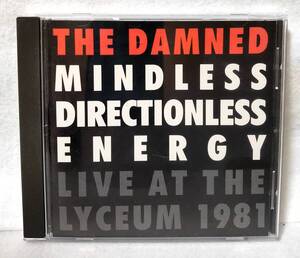 THE DAMNED
MINDLESS
DIRECTIONLESS
ENERGY
LIVE AT THE
LYCEUM 1981